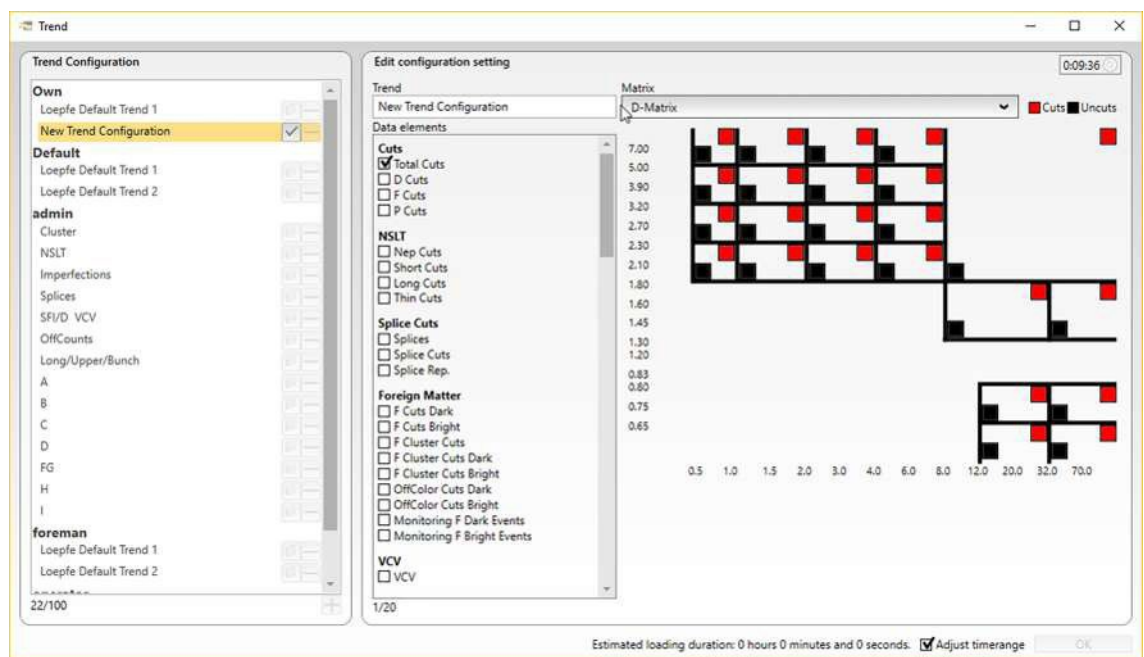 Trend
Trend Configuration
Own
Loepfe Default Trend 1
New Trend Configuration
Default
Loepfe Default Trend 1
Loepfe Default Trend 2
admin
Cluster
NSLT
Imperfections
Splices
SFI/D VCV
OffCounts
Long/Upper/Bunch
A
B
C
D
FG
H
I
foreman
Loepfe Default Trend 1
Loepfe Default Trend 2
22/100
Edit configuration setting
0:09:36
Trend
New Trend Configuration
Data elements
Cuts
Total Cuts
D Cuts
F Cuts
P Cuts
NSLT
Nep Cuts
Short Cuts
Long Cuts
Thin Cuts
Splice Cuts
Splices
Splice Cuts
Splice Rep.
Foreign Matter
F Cuts Dark
F Cuts Bright
F Cluster Cuts
F Cluster Cuts Dark
F Cluster Cuts Bright
OffColor Cuts Dark
OffColor Cuts Bright
Monitoring F Dark Events
Monitoring F Bright Events
VCV
VCV
1/20
Matrix
D-Matrix
Cuts Uncuts
7.00
5.00
3.90
3.20
2.70
2.30
2.10
1.80
1.60
1.45
1.30
1.20
0.83
0.80
0.75
0.65
0.5 1.0 1.5 2.0 3.0 4.0 6.0 8.0 12.0 20.0 32.0 70.0
Estimated loading duration: 0 hours 0 minutes and 0 seconds. Adjust timerange OK